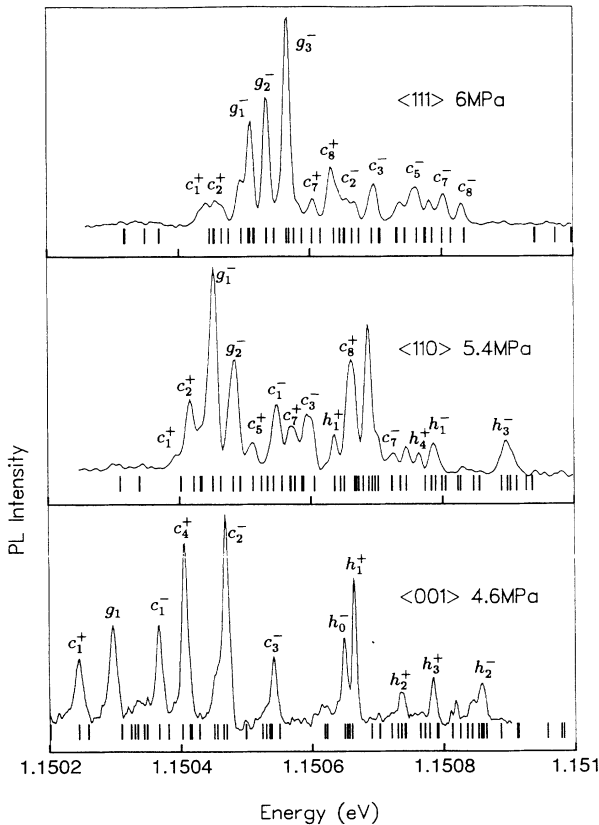 g₃⁻
g₂⁻
g₁⁻
<111> 6MPa
c₈⁺
c₁⁺ c₂⁺ c₇⁺ c₂⁻ c₃⁻ c₅⁻ c₇⁻ c₈⁻
g₁⁻
g₂⁻
c₈⁺
<110> 5.4MPa
c₂⁺
c₁⁺ c₅⁺ c₁⁻ c₇⁺ c₃⁻ h₁⁺ c₇⁻ h₄⁺ h₁⁻ h₃⁻
PL Intensity
c₄⁺ c₂⁻
h₁⁺
<001> 4.6MPa
c₁⁺ g₁ c₁⁻ c₃⁻ h₀⁻ h₂⁺ h₃⁺ h₂⁻
1.1502 1.1504 1.1506 1.1508 1.151
Energy (eV)